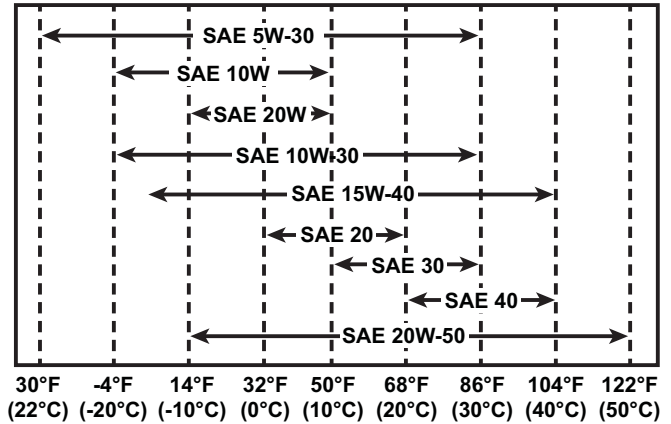 SAE 5W-30
SAE 10W
SAE 20W
SAE 10W-30
SAE 15W-40
SAE 20
SAE 30
SAE 40
SAE 20W-50
30°F -4°F 14°F 32°F 50°F 68°F 86°F 104°F 122°F
(22°C) (-20°C) (-10°C) (0°C) (10°C) (20°C) (30°C) (40°C) (50°C)